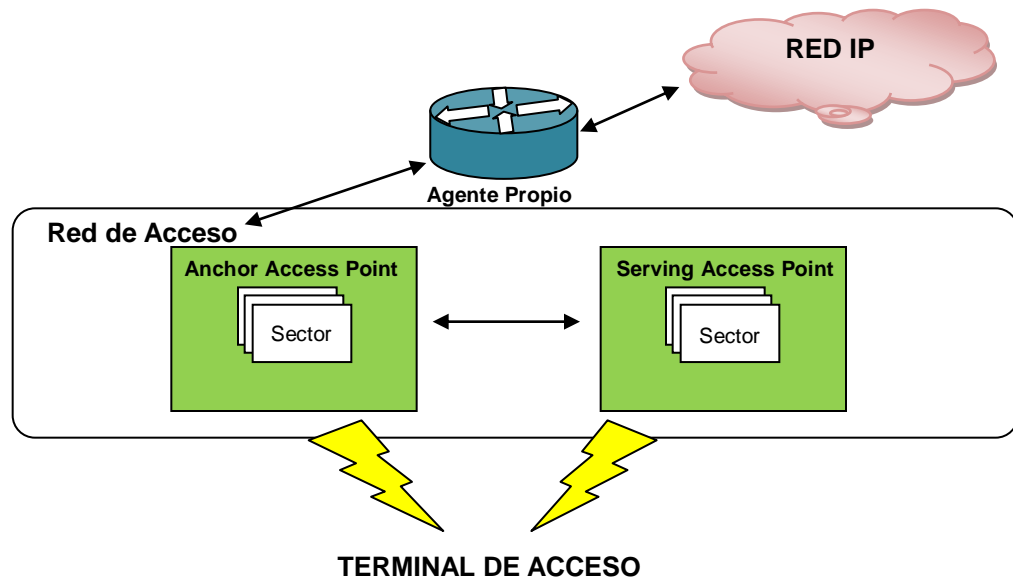 RED IP
Agente Propio
Red de Acceso
Anchor Access Point
Sector
Serving Access Point
Sector
TERMINAL DE ACCESO